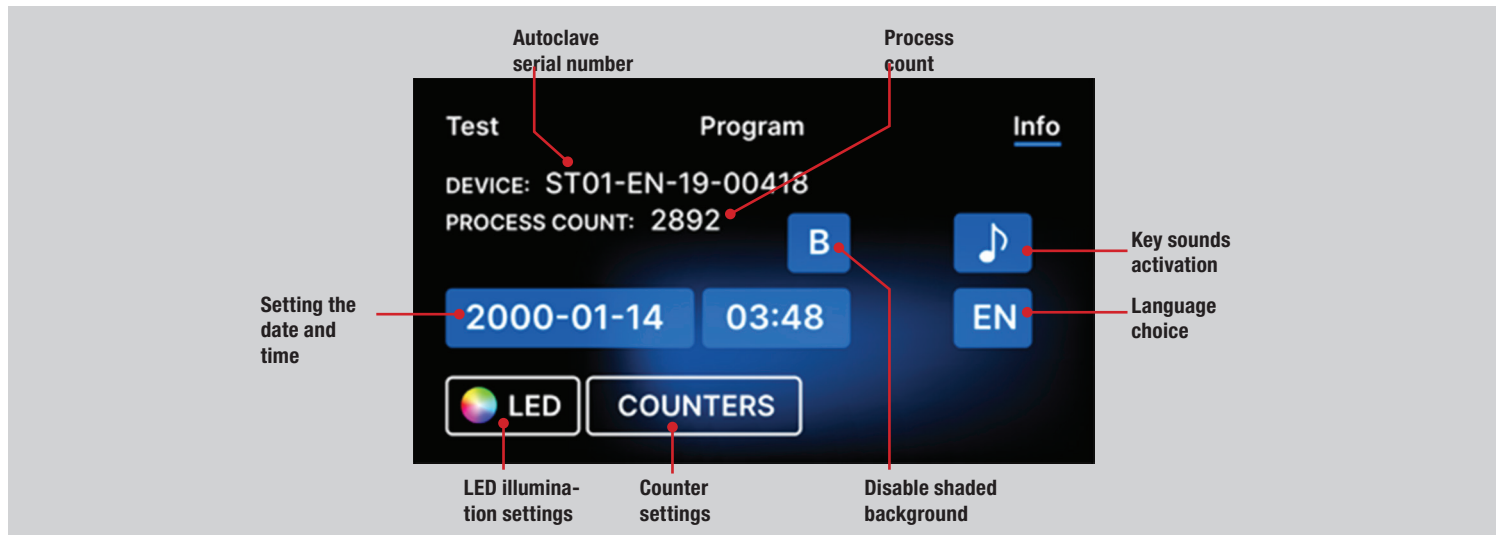 Autoclave
serial number
Process
count
Test Program Info
DEVICE: ST01-EN-19-00418
PROCESS COUNT: 2892
B
♪
Key sounds
activation
Setting the
date and
time
2000-01-14 03:48 EN
Language
choice
LED COUNTERS
LED illumina-
tion settings
Counter
settings
Disable shaded
background